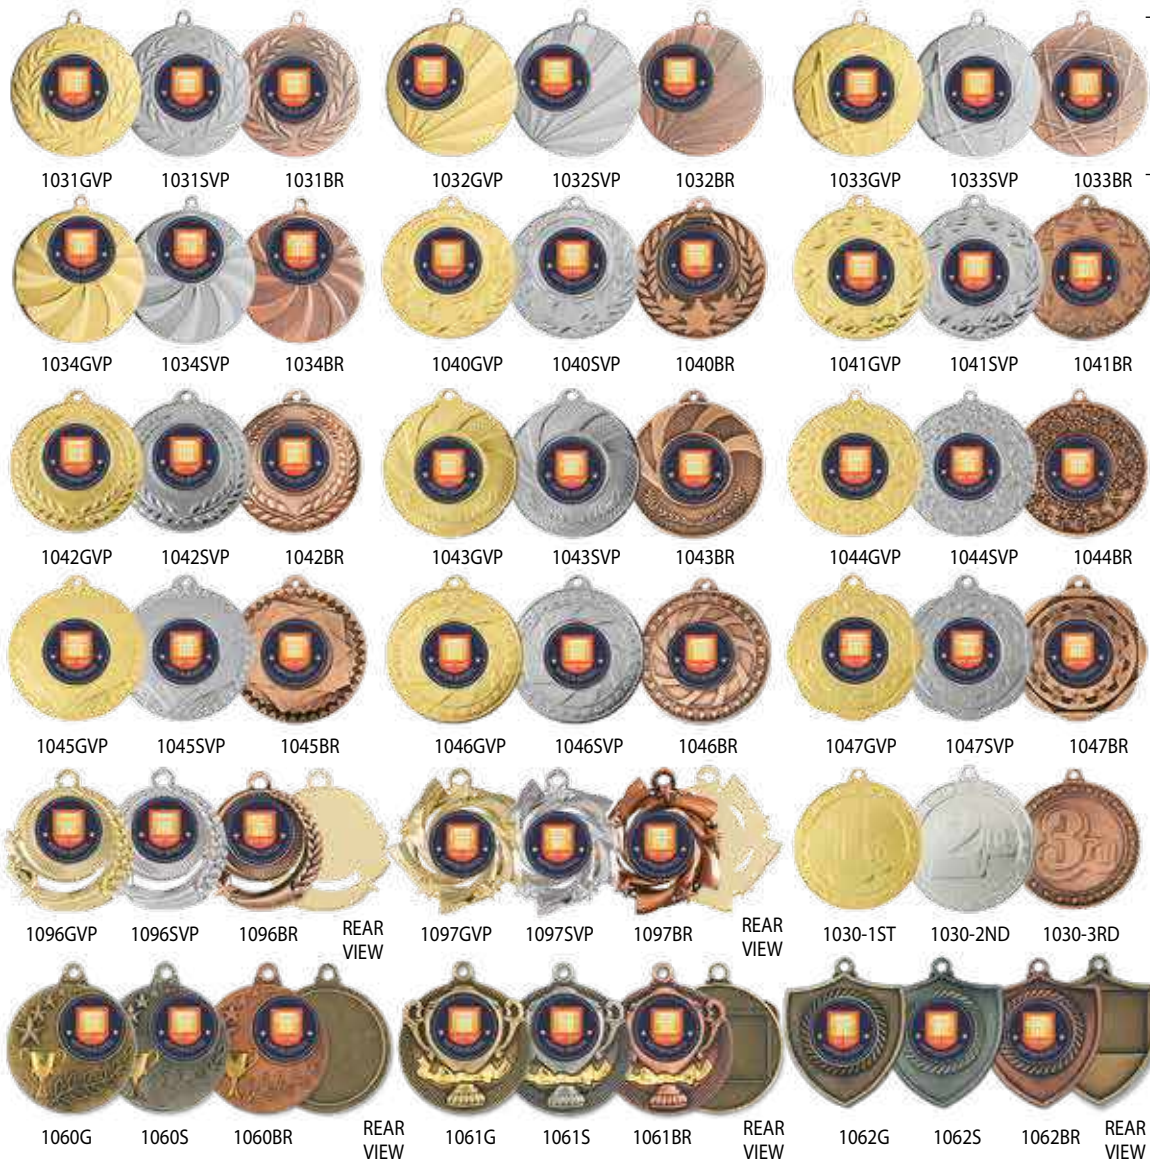 1031GVP 1031SVP 1031BR 1032GVP 1032SVP 1032BR 1033GVP 1033SVP 1033BR
1034GVP 1034SVP 1034BR 1040GVP 1040SVP 1040BR 1041GVP 1041SVP 1041BR
1042GVP 1042SVP 1042BR 1043GVP 1043SVP 1043BR 1044GVP 1044SVP 1044BR
1045GVP 1045SVP 1045BR 1046GVP 1046SVP 1046BR 1047GVP 1047SVP 1047BR
2nd 3rd
1096GVP 1096SVP 1096BR REAR VIEW 1097GVP 1097SVP 1097BR REAR VIEW 1030-1ST 1030-2ND 1030-3RD
1060G 1060S 1060BR REAR VIEW 1061G 1061S 1061BR REAR VIEW 1062G 1062S 1062BR REAR VIEW